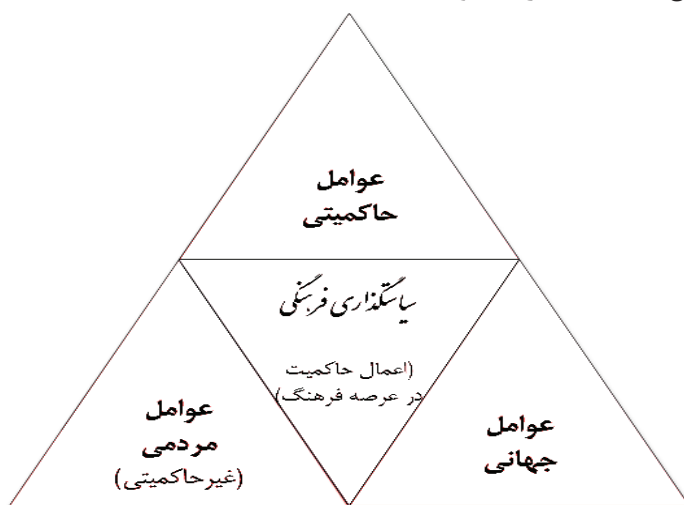 عوامل
حاکمیتی
سیاستگذاری فرهنگی
(اعمال حاکمیت
در عرصه فرهنگ)
عوامل
مردمی
(غیرحاکمیتی)
عوامل
جهانی